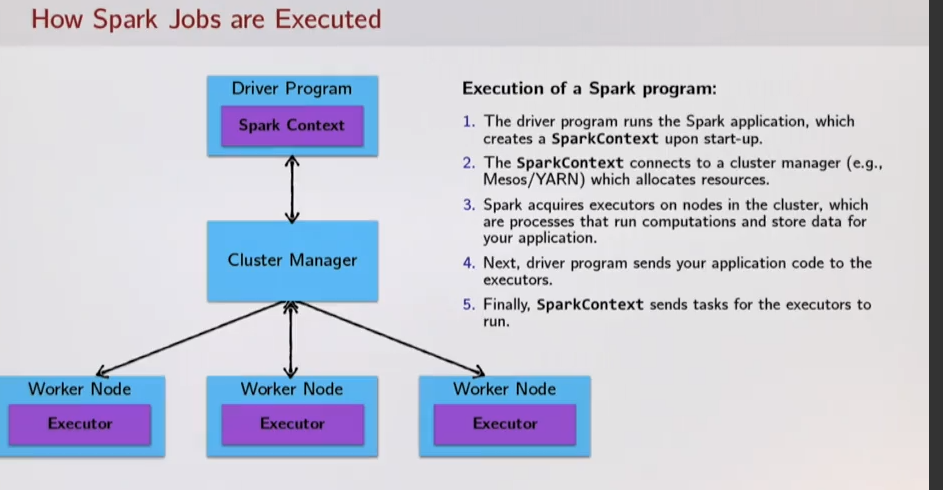 How Spark Jobs are Executed
Driver Program
Spark Context
Cluster Manager
Worker Node
Executor
Worker Node
Executor
Worker Node
Executor
Execution of a Spark program:
1. The driver program runs the Spark application, which
creates a SparkContext upon start-up.
2. The SparkContext connects to a cluster manager (e.g.,
Mesos/YARN) which allocates resources.
3. Spark acquires executors on nodes in the cluster, which
are processes that run computations and store data for
your application.
4. Next, driver program sends your application code to the
executors.
5. Finally, SparkContext sends tasks for the executors to
run.